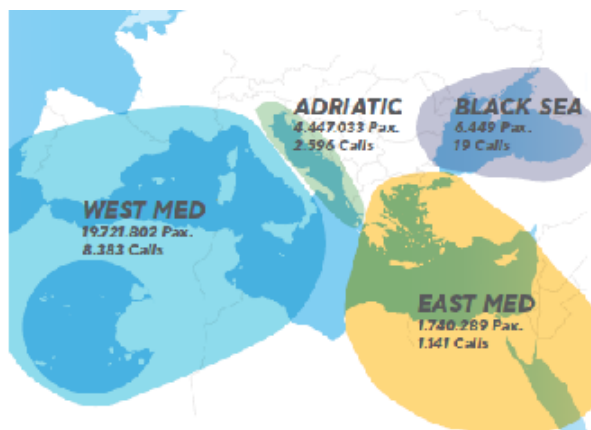 ADRIATIC
4.447.033 Pax.
2.596 Calls
BLACK SEA
6.449 Pax.
19 Calls
WEST MED
19.721.802 Pax.
8.383 Calls
EAST MED
1.740.289 Pax.
1.141 Calls